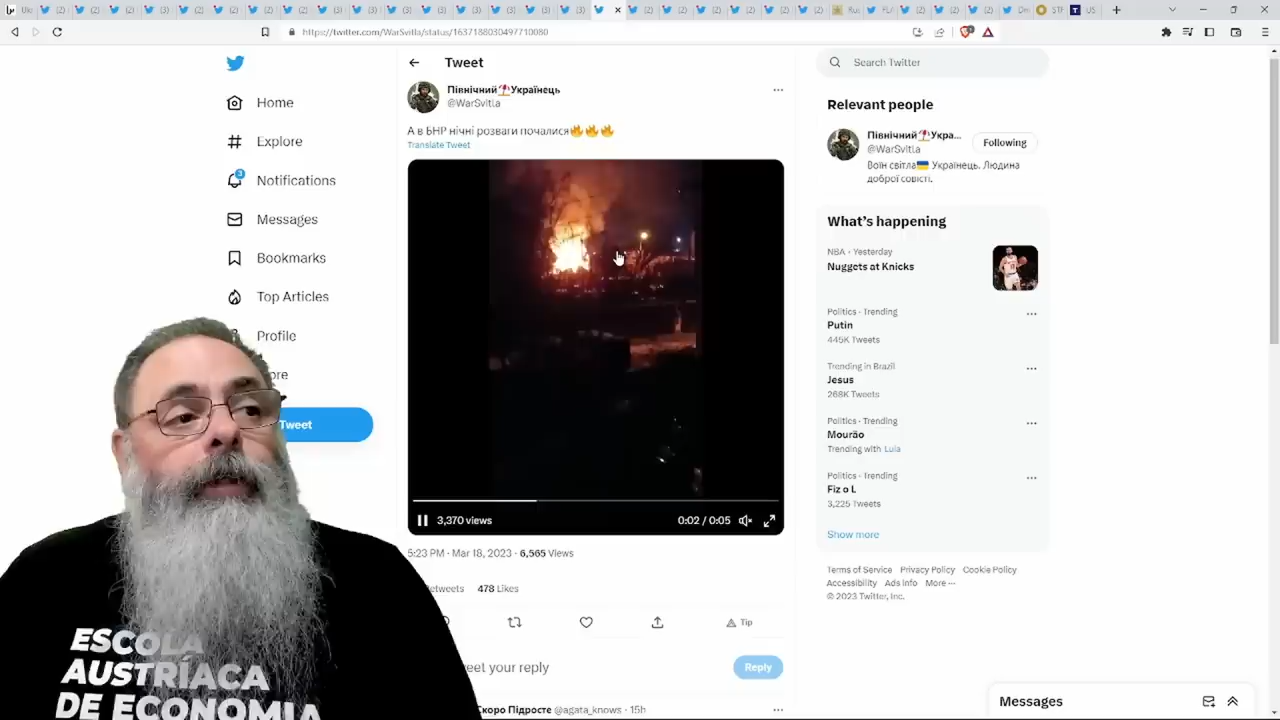 https://twitter.com/WarSvitla/status/1637188030497710080
Home
Explore
3
Notifications
Messages
Bookmarks
Top Articles
Profile
Tweet
Tweet
Північний Українець
@WarSvitla
А в БНР нічні розваги почалися🔥🔥🔥
Translate Tweet
3,370 views
0:02 / 0:05
5:23 PM · Mar 18, 2023 · 6,565 Views
478 Likes
Tip
Reply
Скоро Підросте @agata_knows · 15h
Search Twitter
Relevant people
Північний Укра...
@WarSvitla
Following
Воїн світла🇺🇦 Українець. Людина
доброї совісті.
What's happening
NBA · Yesterday
Nuggets at Knicks
Politics · Trending
Putin
445K Tweets
Trending in Brazil
Jesus
268K Tweets
Politics · Trending
Mourão
Trending with Lula
Politics · Trending
Fiz o L
3,225 Tweets
Show more
Terms of Service Privacy Policy Cookie Policy
Accessibility Ads info More ···
© 2023 Twitter, Inc.
Messages
ESCOLA
AUSTRÍACA
DE ECONOMIA